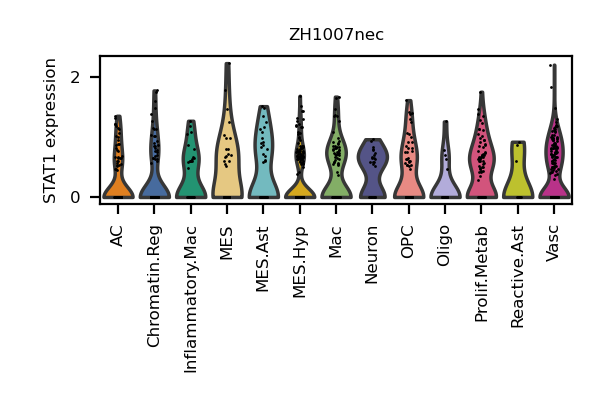 ZH1007nec
STAT1 expression
2
0
AC
Chromatin.Reg
Inflammatory.Mac
MES
MES.Ast
MES.Hyp
Mac
Neuron
OPC
Oligo
Prolif.Metab
Reactive.Ast
Vasc